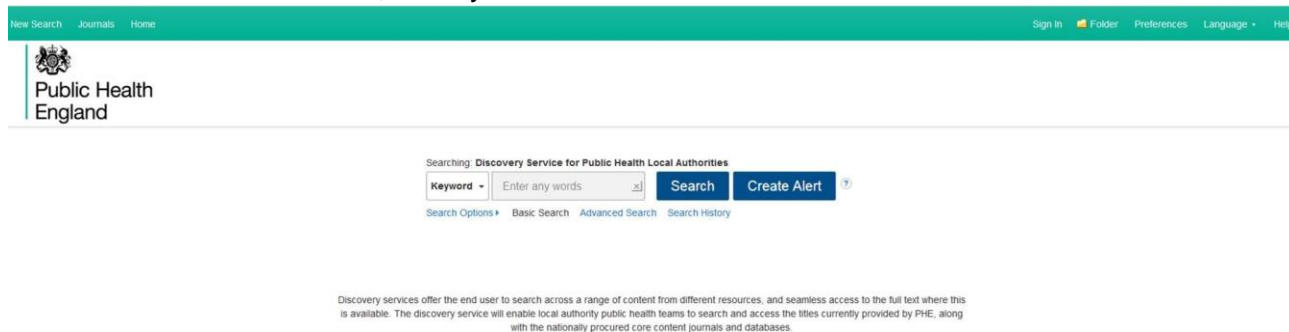 New Search Journals Home Sign In Folder Preferences Language Help
Public Health
England
Searching: Discovery Service for Public Health Local Authorities
Keyword Enter any words Search Create Alert ?
Search Options Basic Search Advanced Search Search History
Discovery services offer the end user to search across a range of content from different resources, and seamless access to the full text where this
is available. The discovery service will enable local authority public health teams to search and access the titles currently provided by PHE, along
with the nationally procured core content journals and databases.